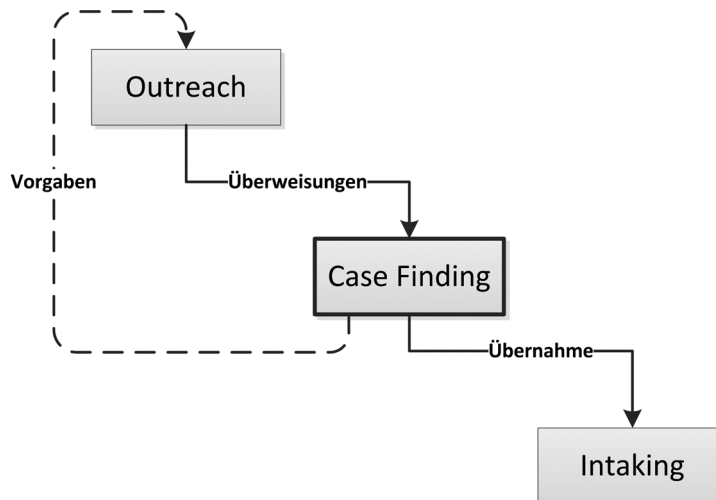 Outreach
Vorgaben
Überweisungen
Case Finding
Übernahme
Intaking